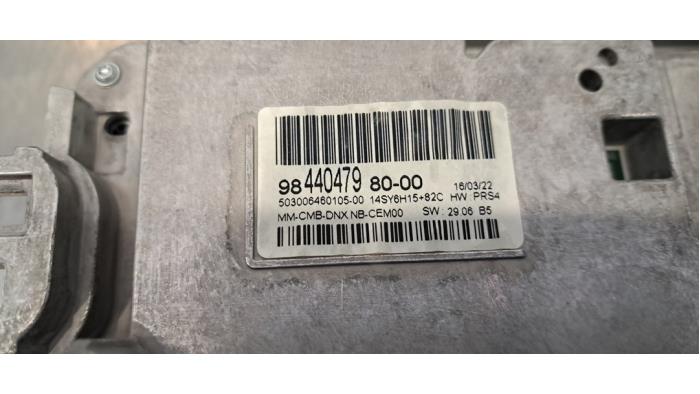 98 440479 80-00 16/03/22
503006460105-00 14SY6H15+82C HW: PRS4
MM-CMB-DNX NB-CEM00 SW: 29.06 B5